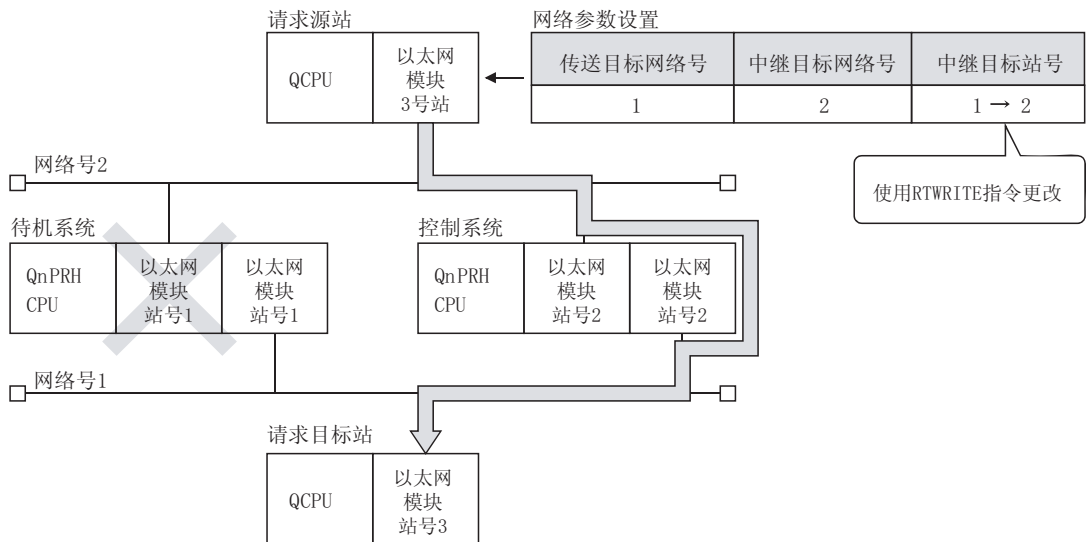 请求源站
QCPU
以太网
模块
3号站
网络参数设置
传送目标网络号 中继目标网络号 中继目标站号
1 2 1 → 2
使用RTWRITE指令更改
网络号2
待机系统
QnPRH
CPU
以太网
模块
站号1
以太网
模块
站号1
控制系统
QnPRH
CPU
以太网
模块
站号2
以太网
模块
站号2
网络号1
请求目标站
QCPU
以太网
模块
站号3